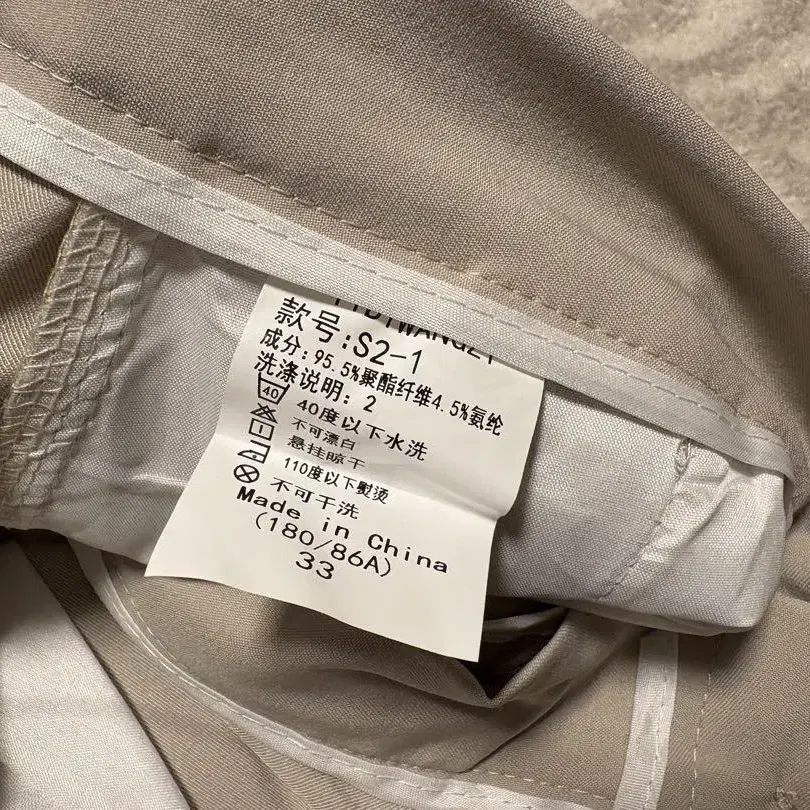 款号:S2-1
成分:95.5%聚酯纤维4.5%氨纶
洗涤说明: 2
40 40度以下水洗
不可漂白
悬挂晾干
110度以下熨烫
不可干洗
Made in China
(180/86A)
33